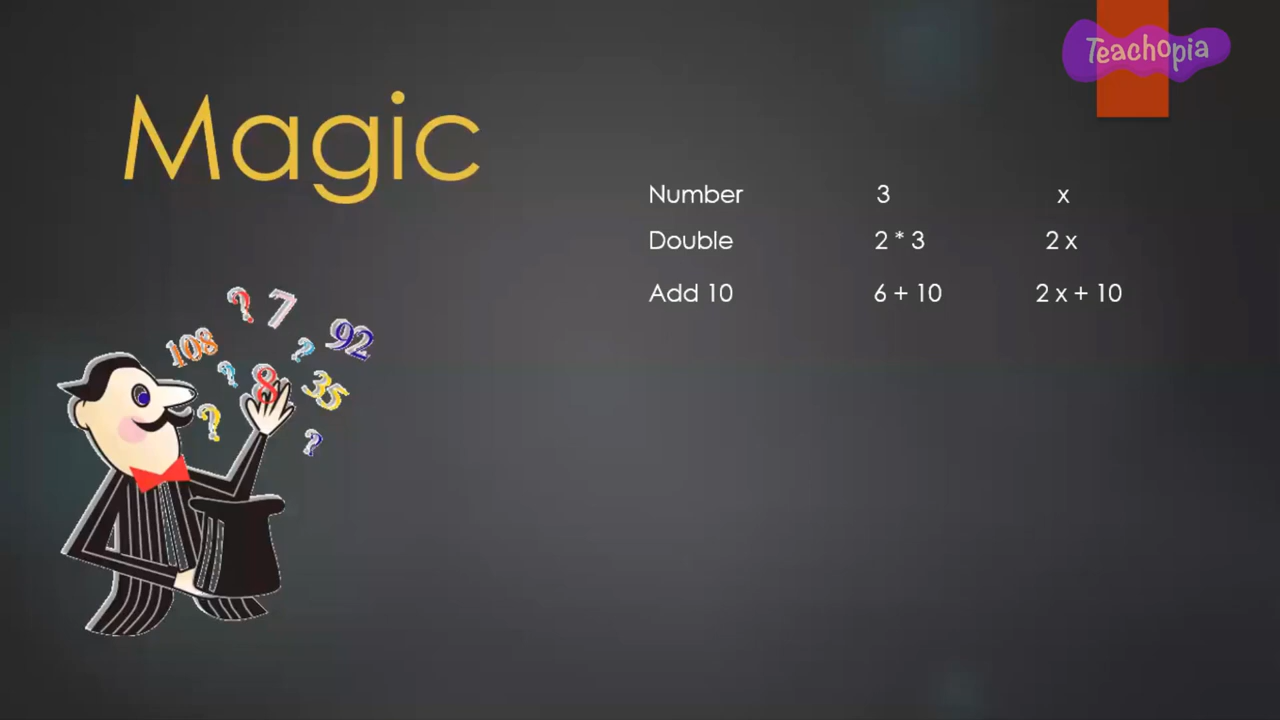 Teachopia
Magic
Number 3 x
Double 2 * 3 2 x
Add 10 6 + 10 2 x + 10
? 7
108 ? 92
? 8 35
?
?